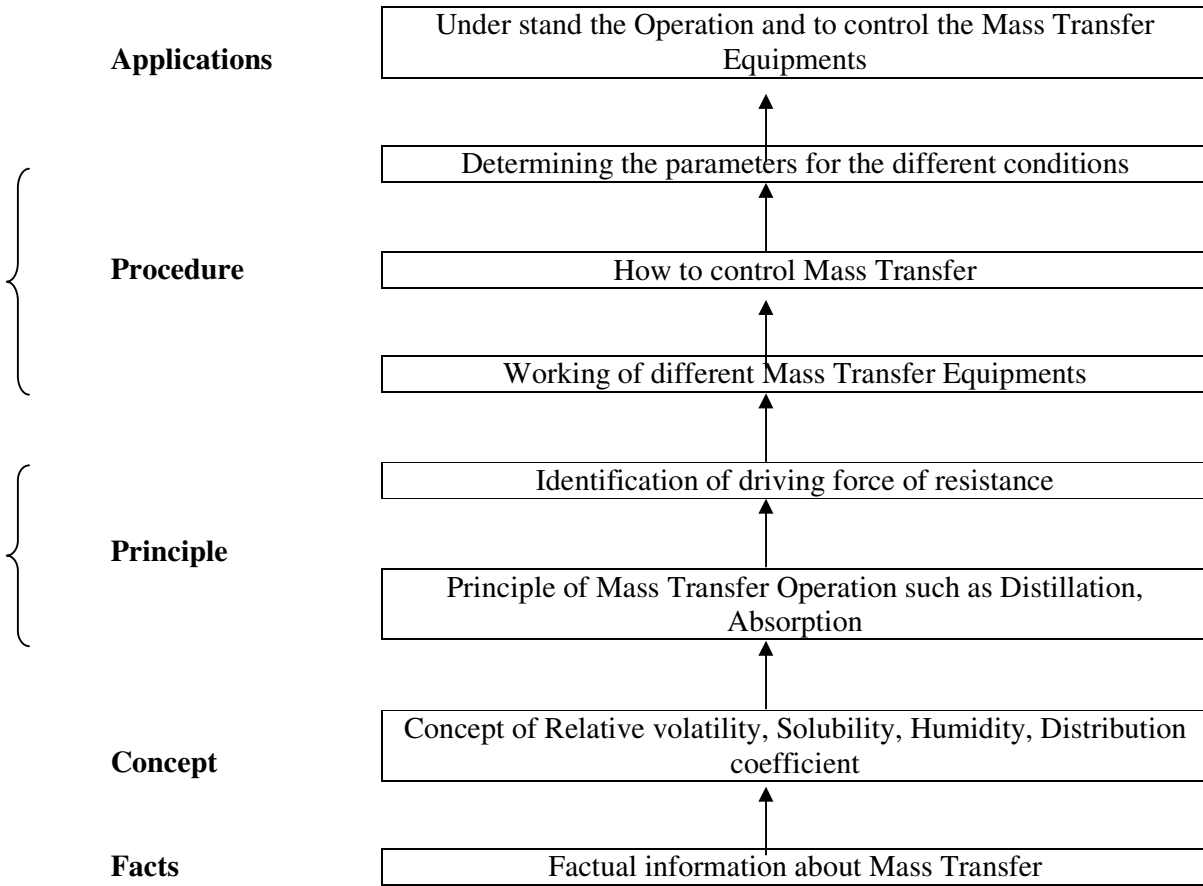 Under stand the Operation and to control the Mass Transfer
Equipments
Applications
Determining the parameters for the different conditions
Procedure
How to control Mass Transfer
Working of different Mass Transfer Equipments
Identification of driving force of resistance
Principle
Principle of Mass Transfer Operation such as Distillation,
Absorption
Concept of Relative volatility, Solubility, Humidity, Distribution
coefficient
Concept
Facts
Factual information about Mass Transfer